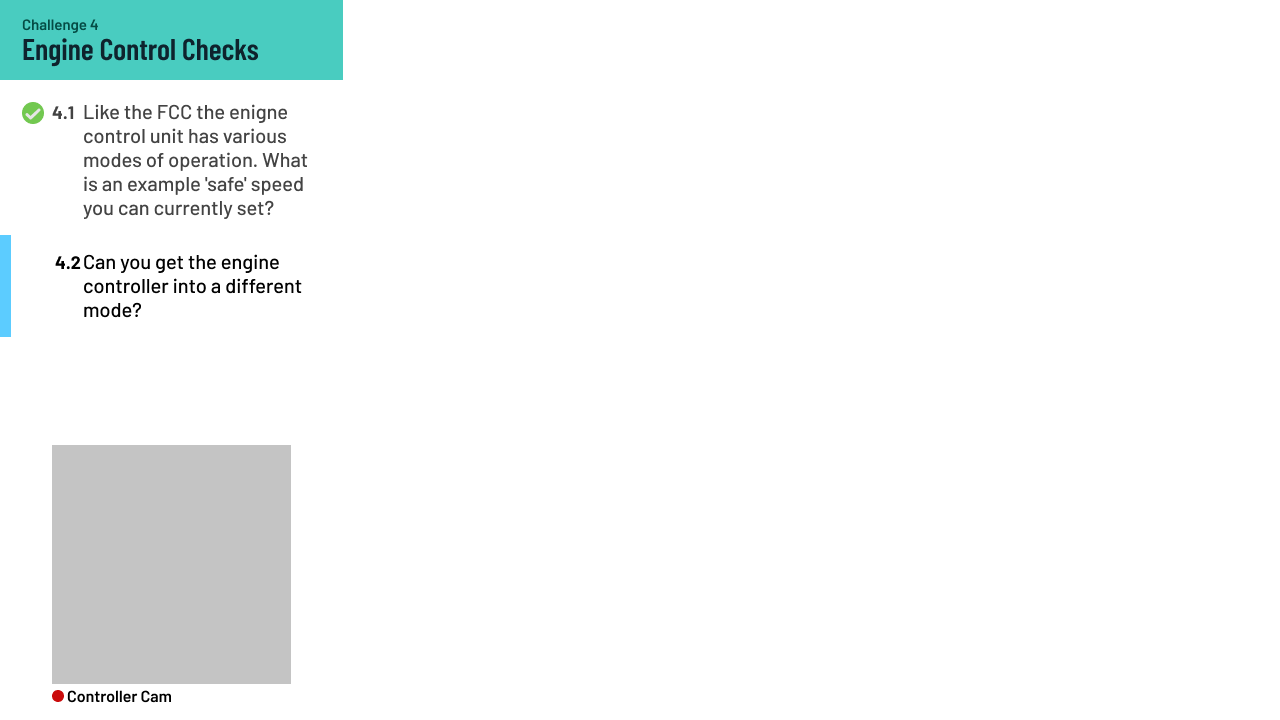 Challenge 4
Engine Control Checks
4.1 Like the FCC the enigne
control unit has various
modes of operation. What
is an example 'safe' speed
you can currently set?
4.2 Can you get the engine
controller into a different
mode?
Controller Cam